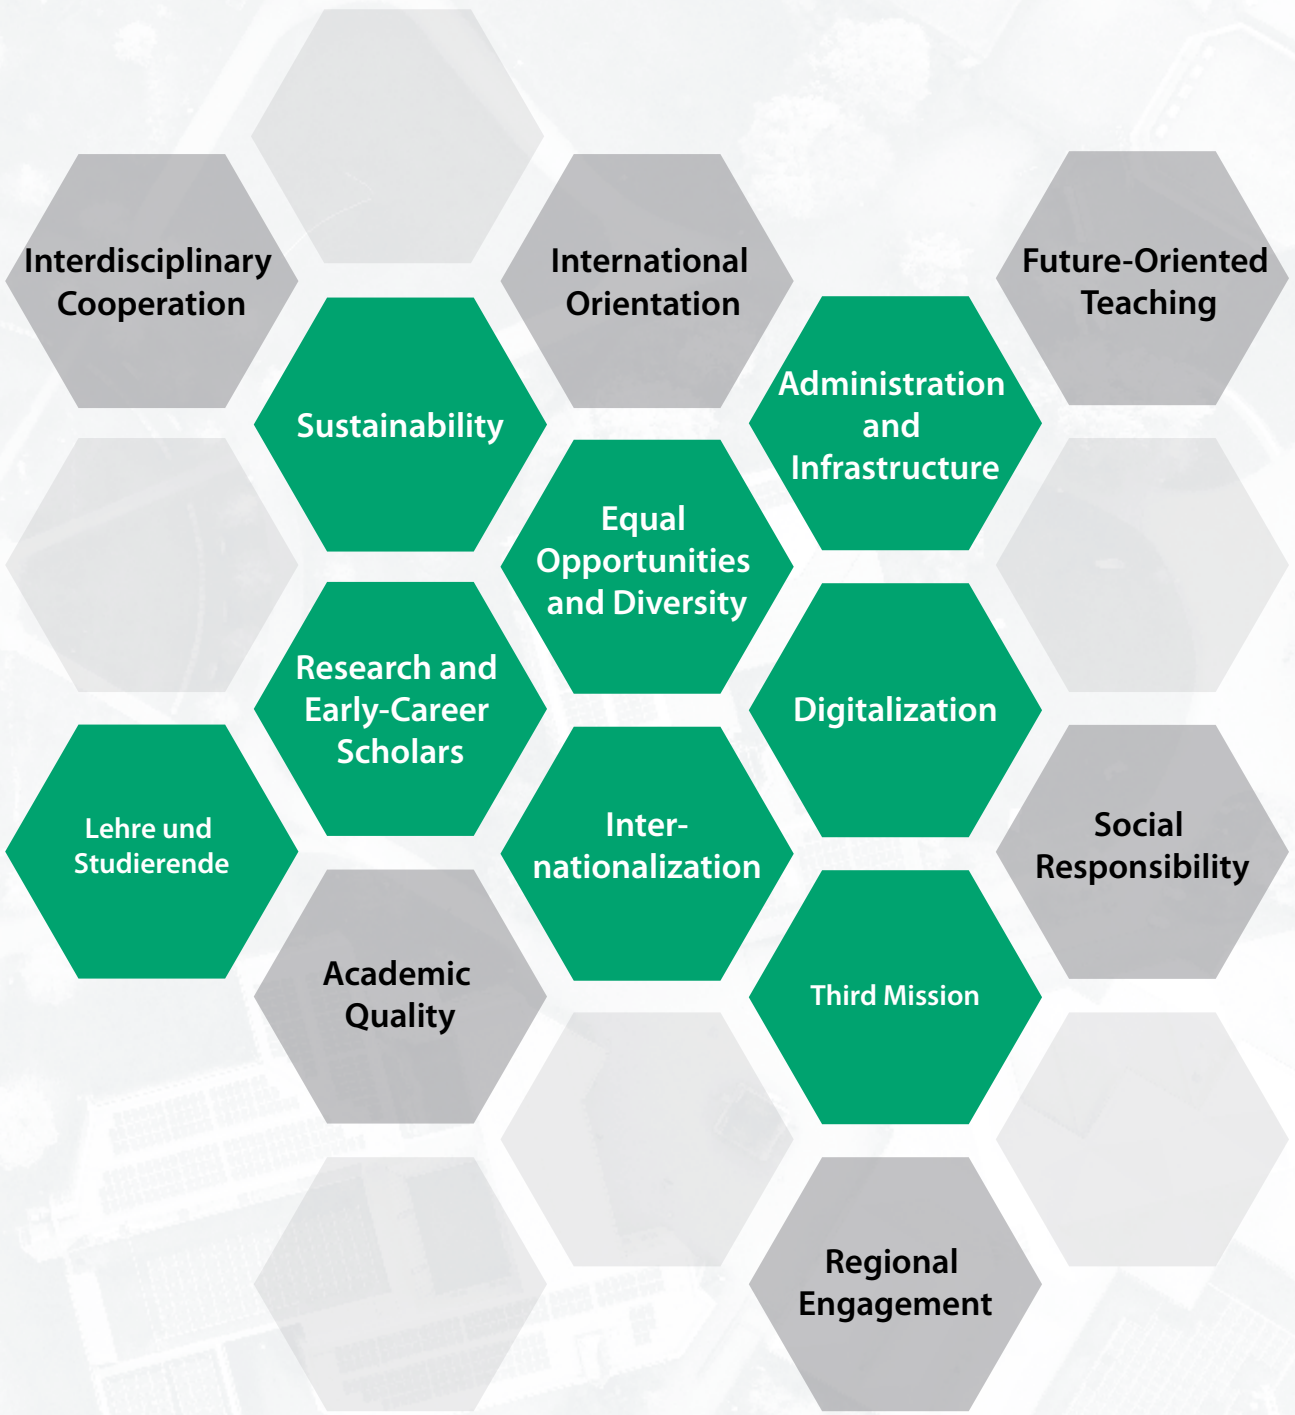 Interdisciplinary
Cooperation
International
Orientation
Future-Oriented
Teaching
Sustainability
Administration
and
Infrastructure
Equal
Opportunities
and Diversity
Research and
Early-Career
Scholars
Digitalization
Lehre und
Studierende
Inter-
nationalization
Social
Responsibility
Academic
Quality
Third Mission
Regional
Engagement